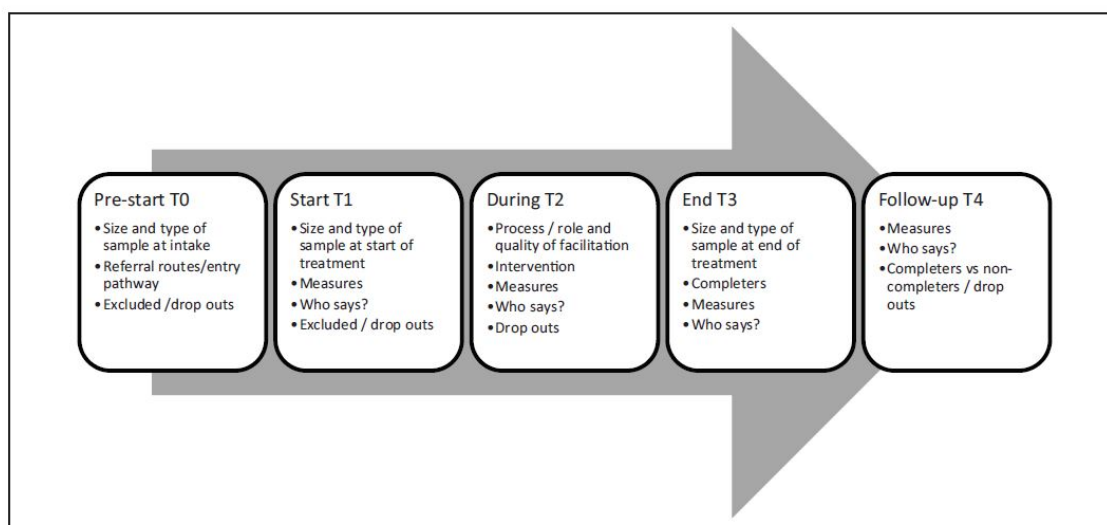 Pre-start T0
•Size and type of
sample at intake
•Referral routes/entry
pathway
•Excluded /drop outs
Start T1
•Size and type of
sample at start of
treatment
•Measures
•Who says?
•Excluded / drop outs
During T2
•Process / role and
quality of facilitation
•Intervention
•Measures
•Who says?
•Drop outs
End T3
•Size and type of
sample at end of
treatment
•Completers
•Measures
•Who says?
Follow-up T4
•Measures
•Who says?
•Completers vs non-
completers / drop
outs